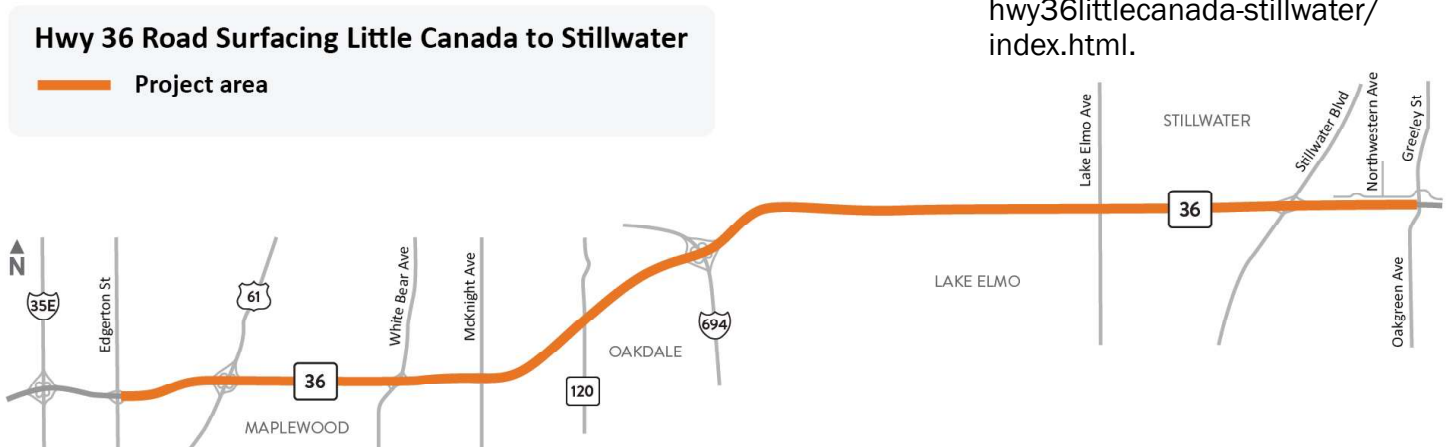 hwy36littlecanada-stillwater/
index.html.
Hwy 36 Road Surfacing Little Canada to Stillwater
Project area
N
35E
Edgerton St
61
White Bear Ave
McKnight Ave
36
MAPLEWOOD
120
OAKDALE
694
LAKE ELMO
Lake Elmo Ave
STILLWATER
36
Stillwater Blvd
Northwestern Ave
Greeley St
Oakgreen Ave